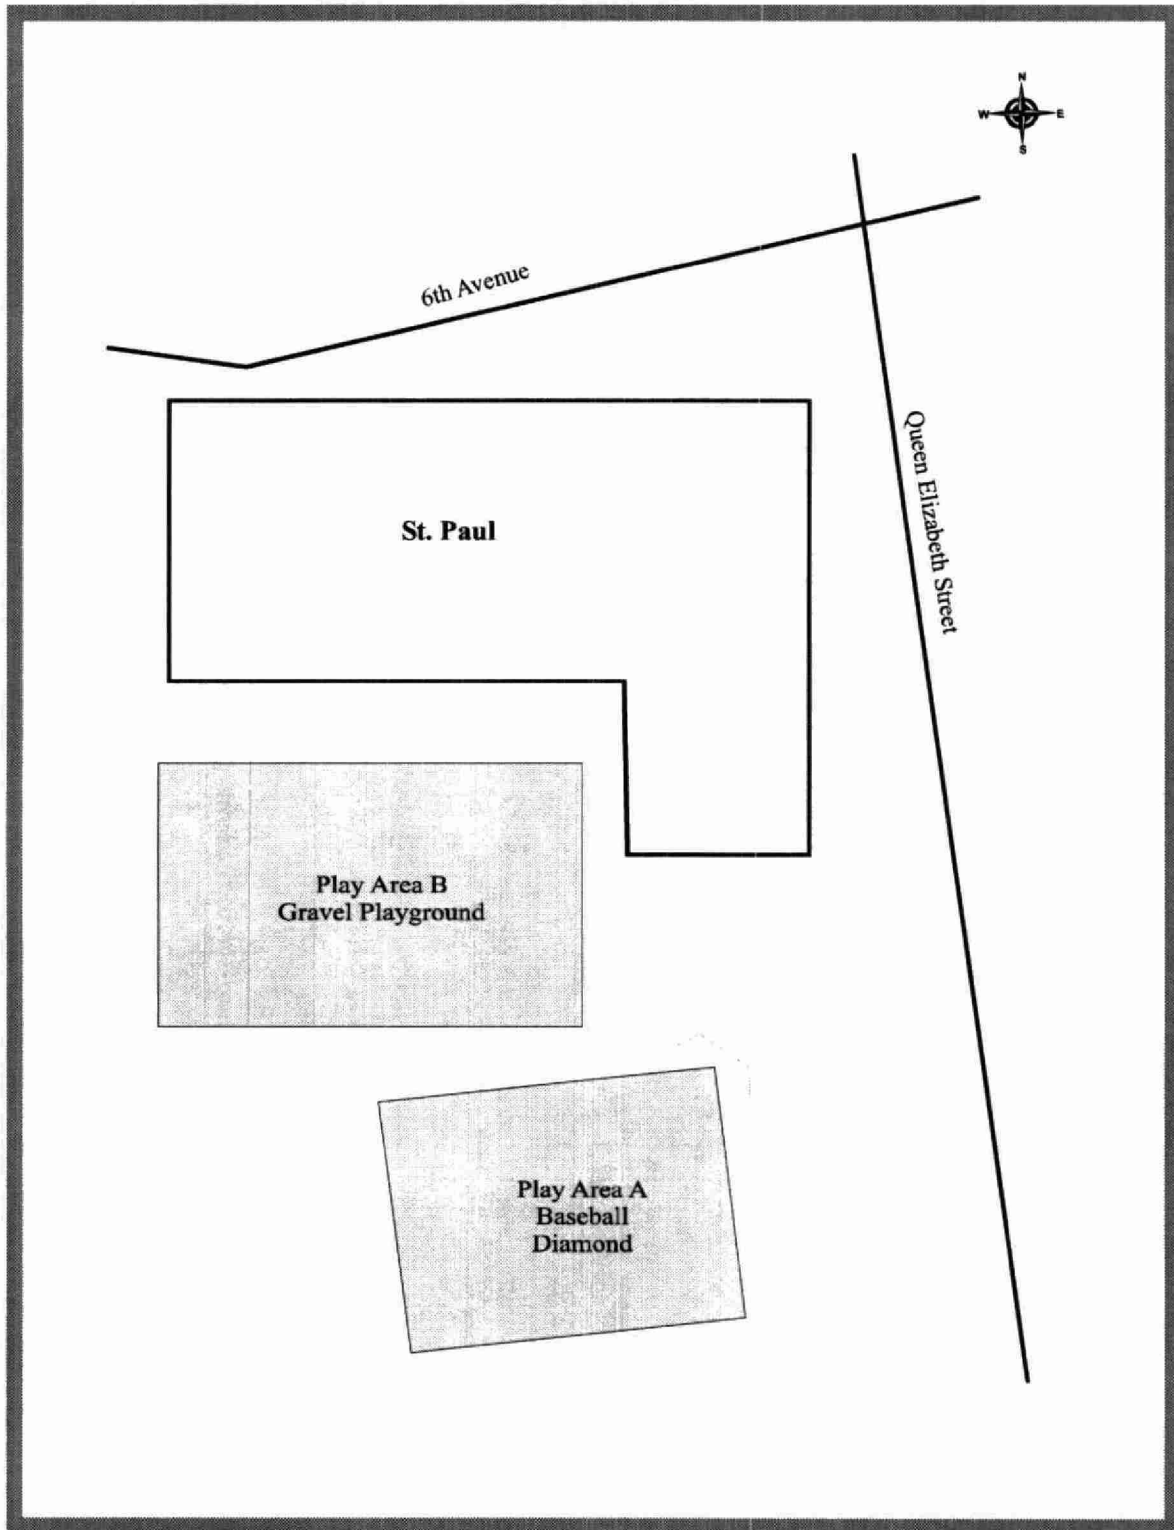 N
W E
S
6th Avenue
Queen Elizabeth Street
St. Paul
Play Area B
Gravel Playground
Play Area A
Baseball
Diamond